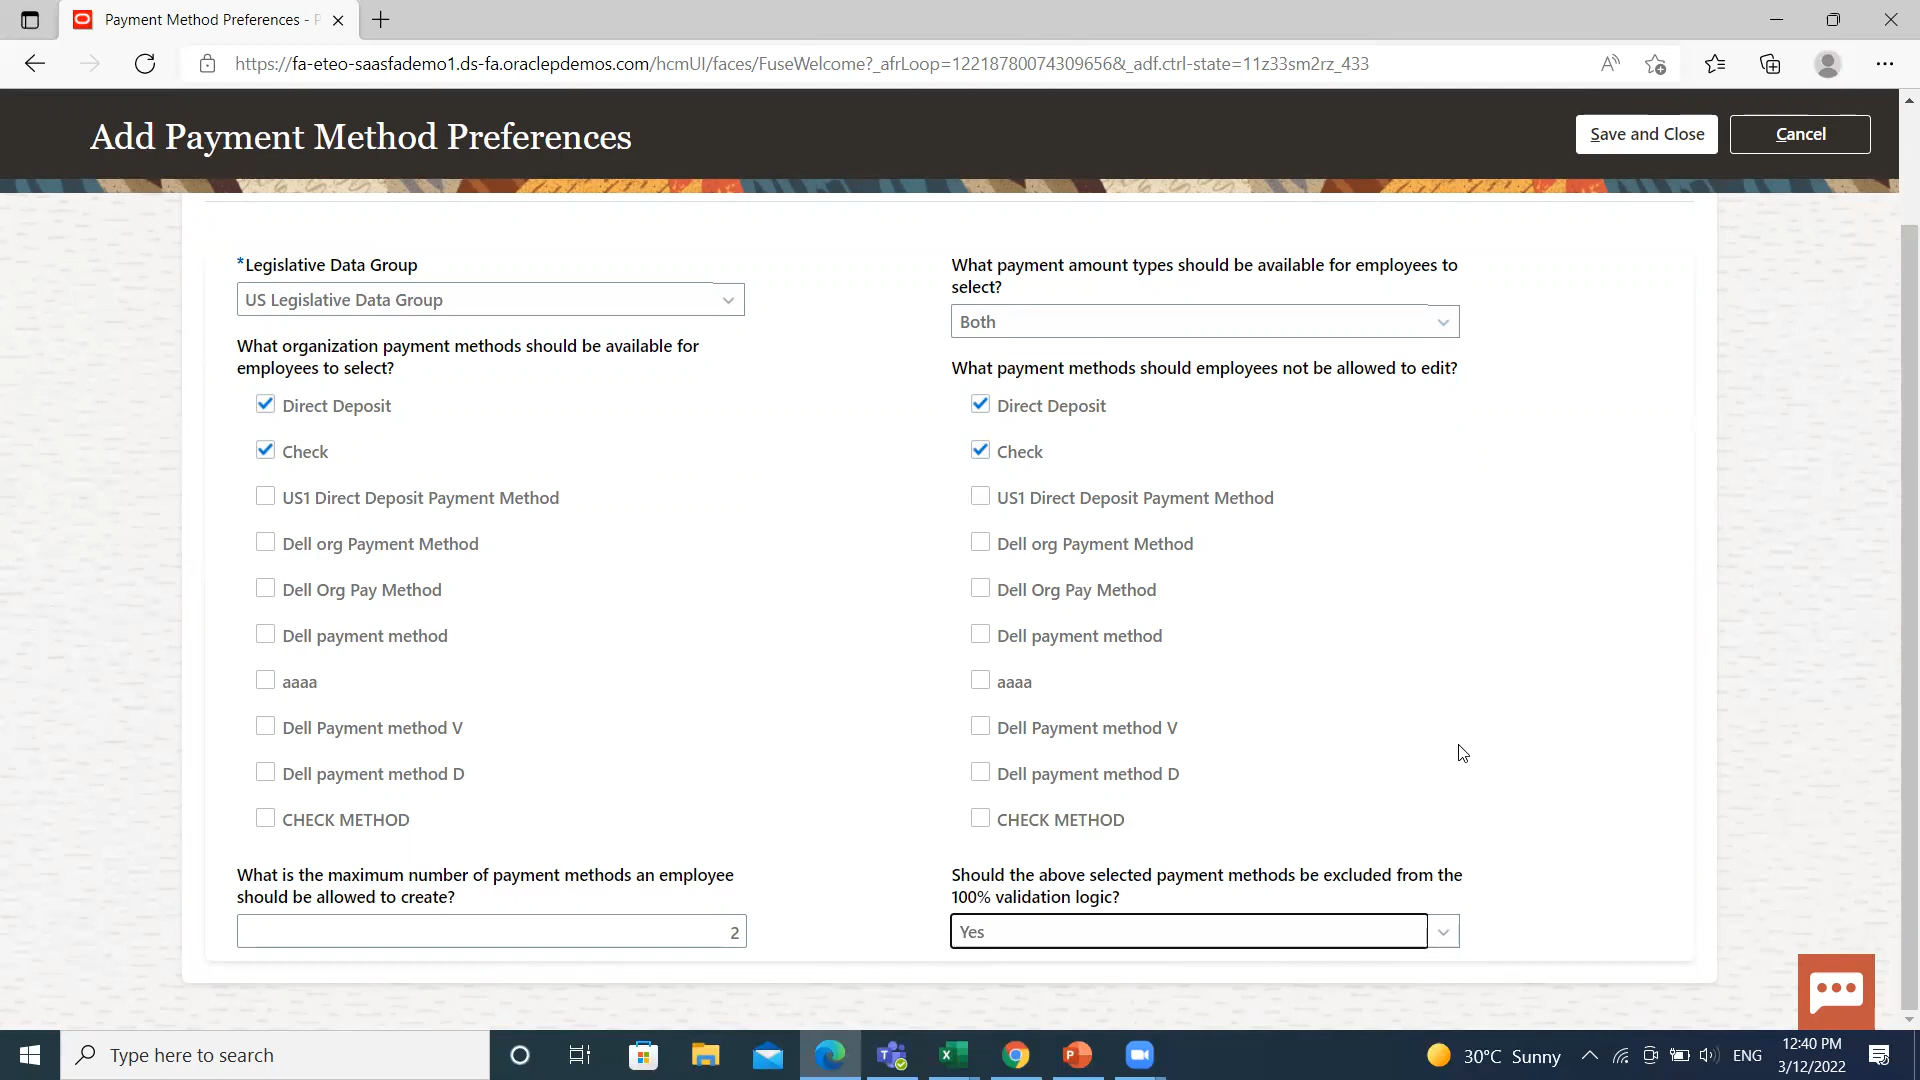 Payment Method Preferences - P
https://fa-eteo-saasfademo1.ds-fa.oraclepdemos.com/hcmUI/faces/FuseWelcome?_afrLoop=12218780074309656&_adf.ctrl-state=11z33sm2rz_433
Add Payment Method Preferences
Save and Close
Cancel
*Legislative Data Group
US Legislative Data Group
What organization payment methods should be available for
employees to select?
Direct Deposit
Check
US1 Direct Deposit Payment Method
Dell org Payment Method
Dell Org Pay Method
Dell payment method
aaaa
Dell Payment method V
Dell payment method D
CHECK METHOD
What is the maximum number of payment methods an employee
should be allowed to create?
2
What payment amount types should be available for employees to
select?
Both
What payment methods should employees not be allowed to edit?
Direct Deposit
Check
US1 Direct Deposit Payment Method
Dell org Payment Method
Dell Org Pay Method
Dell payment method
aaaa
Dell Payment method V
Dell payment method D
CHECK METHOD
Should the above selected payment methods be excluded from the
100% validation logic?
Yes
Type here to search
30°C Sunny
ENG
12:40 PM
3/12/2022